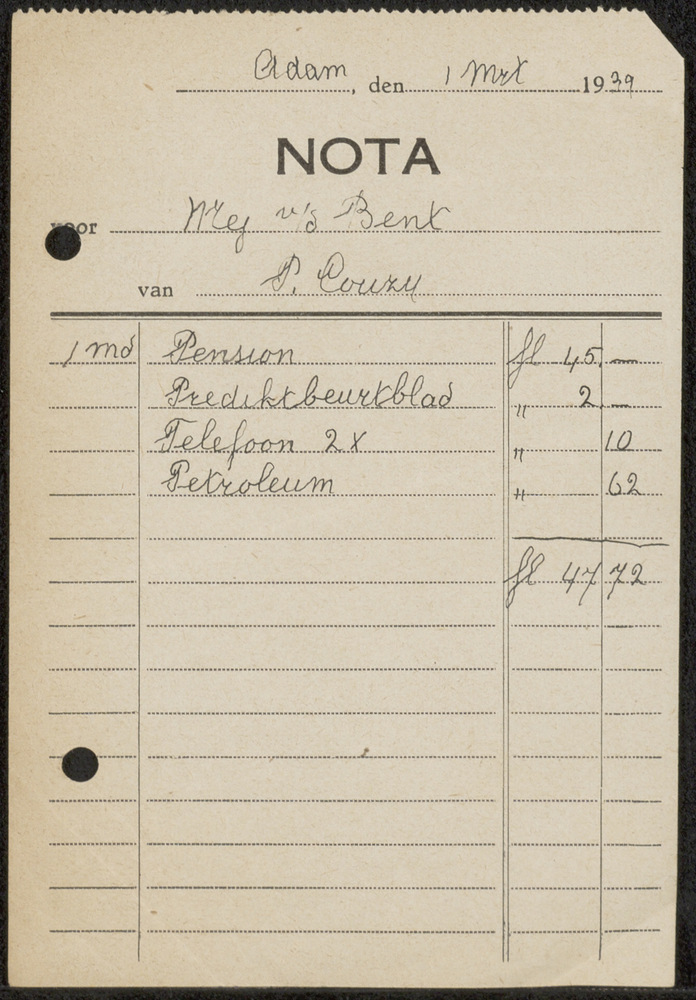 Adam, den 1 Mrt 1939
NOTA
voor Mej v/d Bent
van P. Couzy
1 md Pension fl 45.—
Prediktbeurtblad " 2.—
Telefoon 2 x " 10
Petroleum " 62
fl 47 72